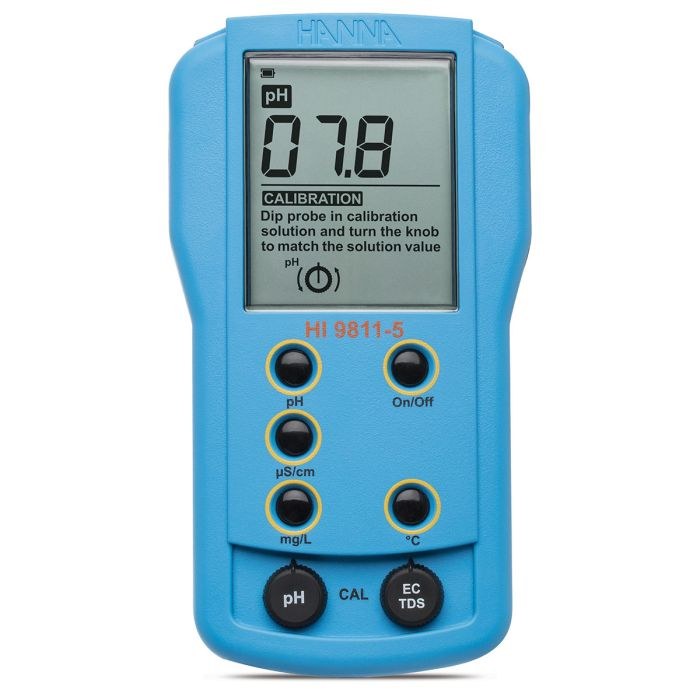 HANNA
pH
07.8
CALIBRATION
Dip probe in calibration
solution and turn the knob
to match the solution value
pH
HI 9811-5
pH
On/Off
µS/cm
mg/L
°C
pH
CAL
EC
TDS